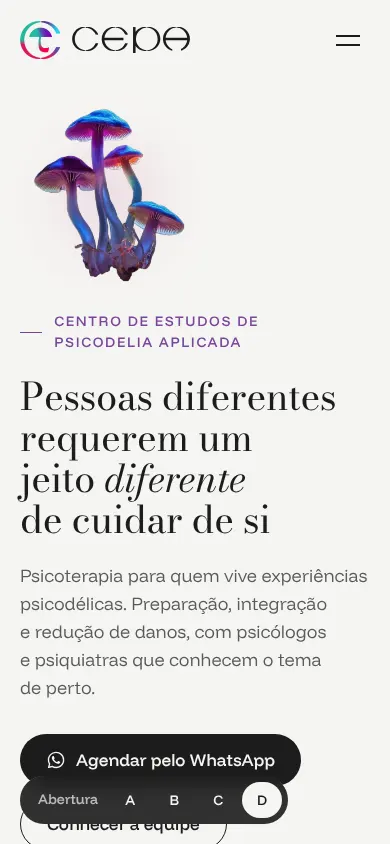 cepa
CENTRO DE ESTUDOS DE
PSICODELIA APLICADA
Pessoas diferentes
requerem um
jeito diferente
de cuidar de si
Psicoterapia para quem vive experiências
psicodélicas. Preparação, integração
e redução de danos, com psicólogos
e psiquiatras que conhecem o tema
de perto.
Agendar pelo WhatsApp
Abertura A B C D
Conhecer a equipe